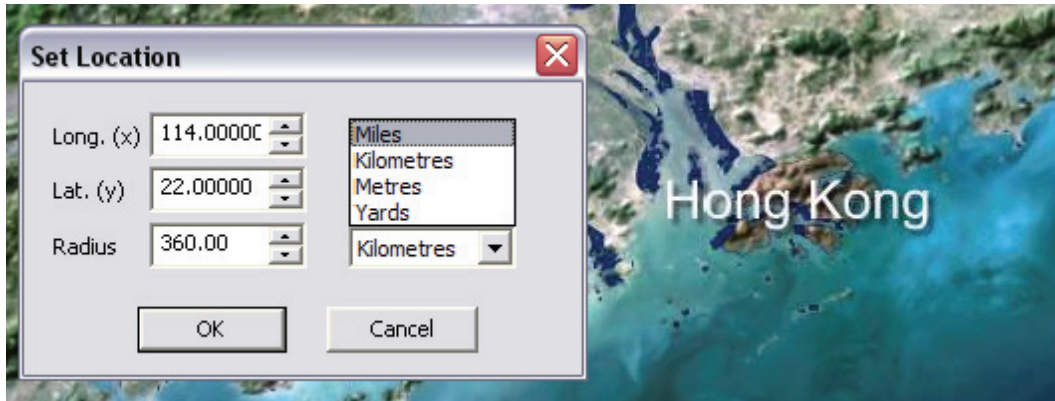 Set Location
Long. (x) 114.00000
Miles
Kilometres
Lat. (y) 22.00000
Metres
Yards
Radius 360.00 Kilometres
OK Cancel
Hong Kong